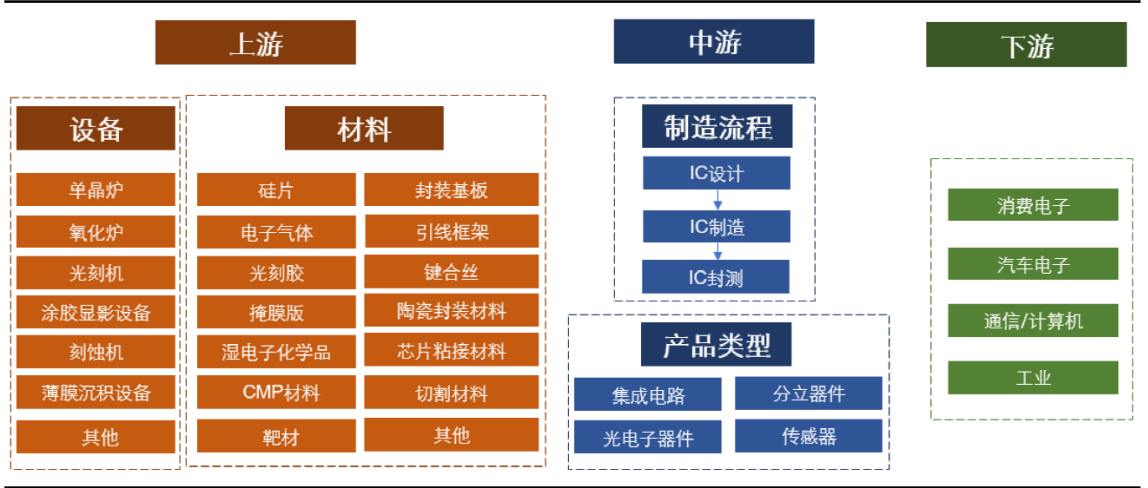 上游
中游
下游
设备
单晶炉
氧化炉
光刻机
涂胶显影设备
刻蚀机
薄膜沉积设备
其他
材料
硅片
电子气体
光刻胶
掩膜版
湿电子化学品
CMP材料
靶材
封装基板
引线框架
键合丝
陶瓷封装材料
芯片粘接材料
切割材料
其他
制造流程
IC设计
IC制造
IC封测
产品类型
集成电路
分立器件
光电子器件
传感器
消费电子
汽车电子
通信/计算机
工业